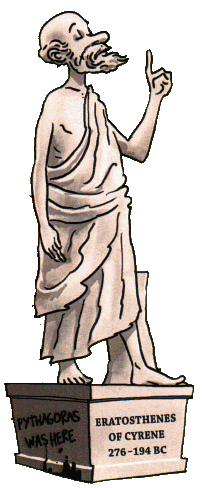 PYTHAGORAS
WAS HERE
ERATOSTHENES
OF CYRENE
276-194 BC